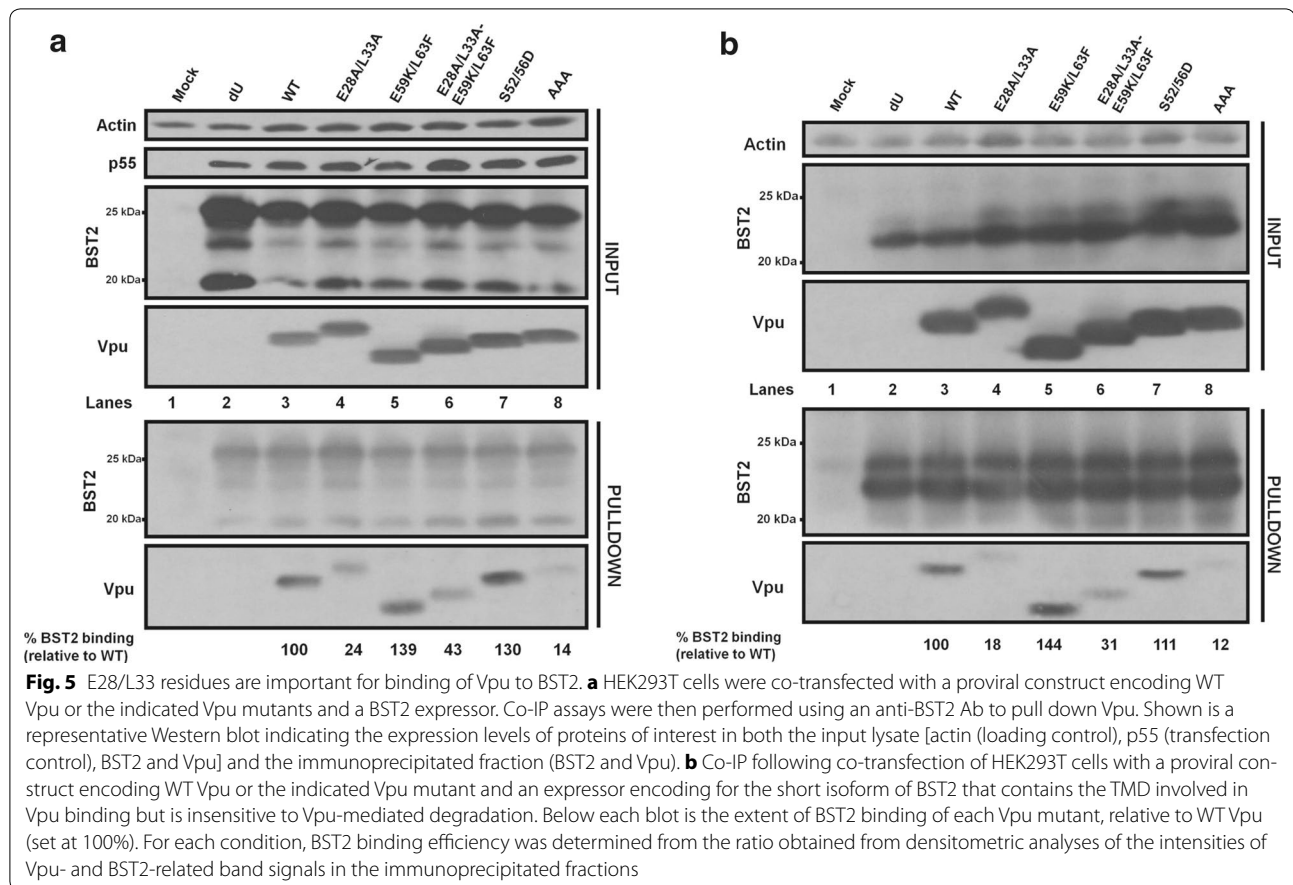 a
Mock
dU
WT
E28A/L33A
E59K/L63F
E28A/L33A-
E59K/L63F
S52/56D
AAA
Actin
p55
BST2
25 kDa
20 kDa
Vpu
INPUT
Lanes 1 2 3 4 5 6 7 8
BST2
25 kDa
20 kDa
Vpu
PULLDOWN
% BST2 binding
(relative to WT) 100 24 139 43 130 14
b
Mock
dU
WT
E28A/L33A
E59K/L63F
E28A/L33A-
E59K/L63F
S52/56D
AAA
Actin
BST2
25 kDa
20 kDa
Vpu
INPUT
Lanes 1 2 3 4 5 6 7 8
BST2
25 kDa
20 kDa
Vpu
PULLDOWN
% BST2 binding
(relative to WT) 100 18 144 31 111 12
Fig. 5 E28/L33 residues are important for binding of Vpu to BST2. a HEK293T cells were co-transfected with a proviral construct encoding WT
Vpu or the indicated Vpu mutants and a BST2 expressor. Co-IP assays were then performed using an anti-BST2 Ab to pull down Vpu. Shown is a
representative Western blot indicating the expression levels of proteins of interest in both the input lysate [actin (loading control), p55 (transfection
control), BST2 and Vpu] and the immunoprecipitated fraction (BST2 and Vpu). b Co-IP following co-transfection of HEK293T cells with a proviral con-
struct encoding WT Vpu or the indicated Vpu mutant and an expressor encoding for the short isoform of BST2 that contains the TMD involved in
Vpu binding but is insensitive to Vpu-mediated degradation. Below each blot is the extent of BST2 binding of each Vpu mutant, relative to WT Vpu
(set at 100%). For each condition, BST2 binding efficiency was determined from the ratio obtained from densitometric analyses of the intensities of
Vpu- and BST2-related band signals in the immunoprecipitated fractions